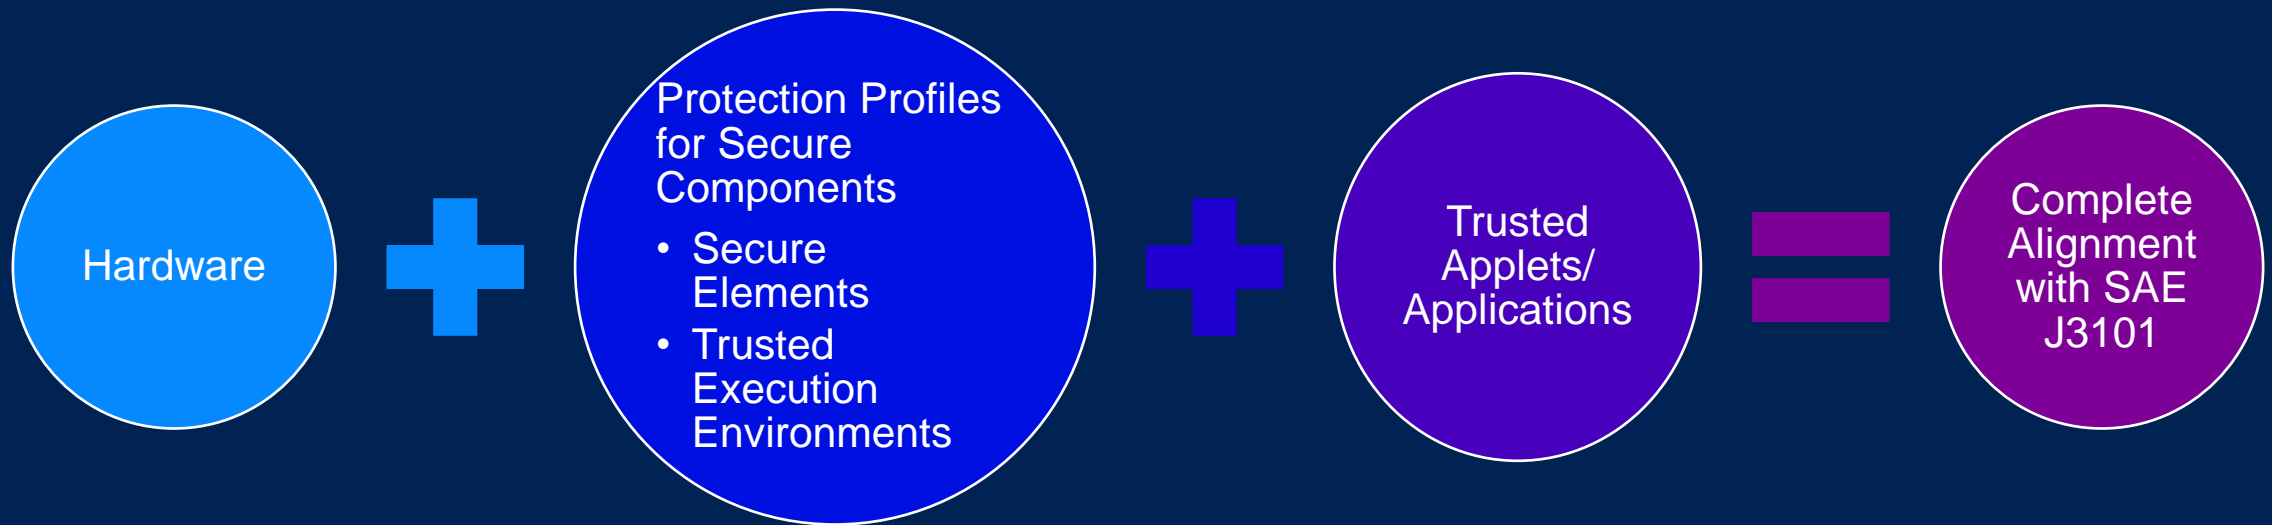 Hardware
Protection Profiles
for Secure
Components
• Secure
Elements
• Trusted
Execution
Environments
Trusted
Applets/
Applications
Complete
Alignment
with SAE
J3101